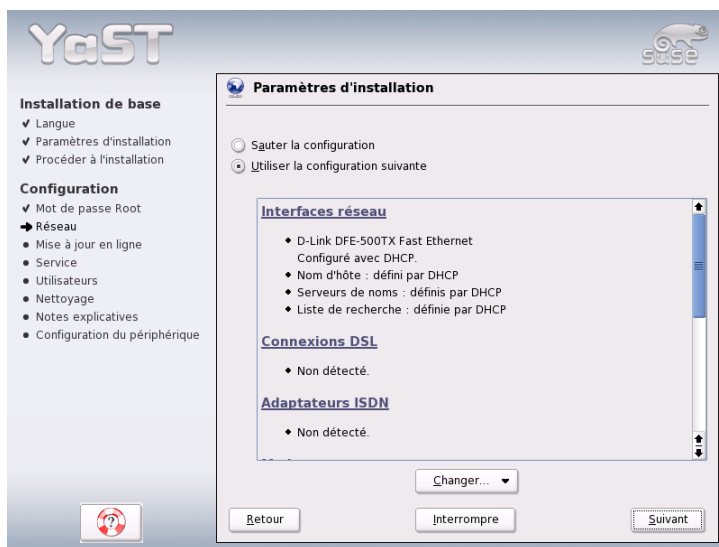 YaST
SUSE
Installation de base
Langue
Paramètres d'installation
Procéder à l'installation
Configuration
Mot de passe Root
Réseau
Mise à jour en ligne
Service
Utilisateurs
Nettoyage
Notes explicatives
Configuration du périphérique
Paramètres d'installation
Sauter la configuration
Utiliser la configuration suivante
Interfaces réseau
D-Link DFE-500TX Fast Ethernet
Configuré avec DHCP.
Nom d'hôte : défini par DHCP
Serveurs de noms : définis par DHCP
Liste de recherche : définie par DHCP
Connexions DSL
Non détecté.
Adaptateurs ISDN
Non détecté.
Changer...
Retour
Interrompre
Suivant